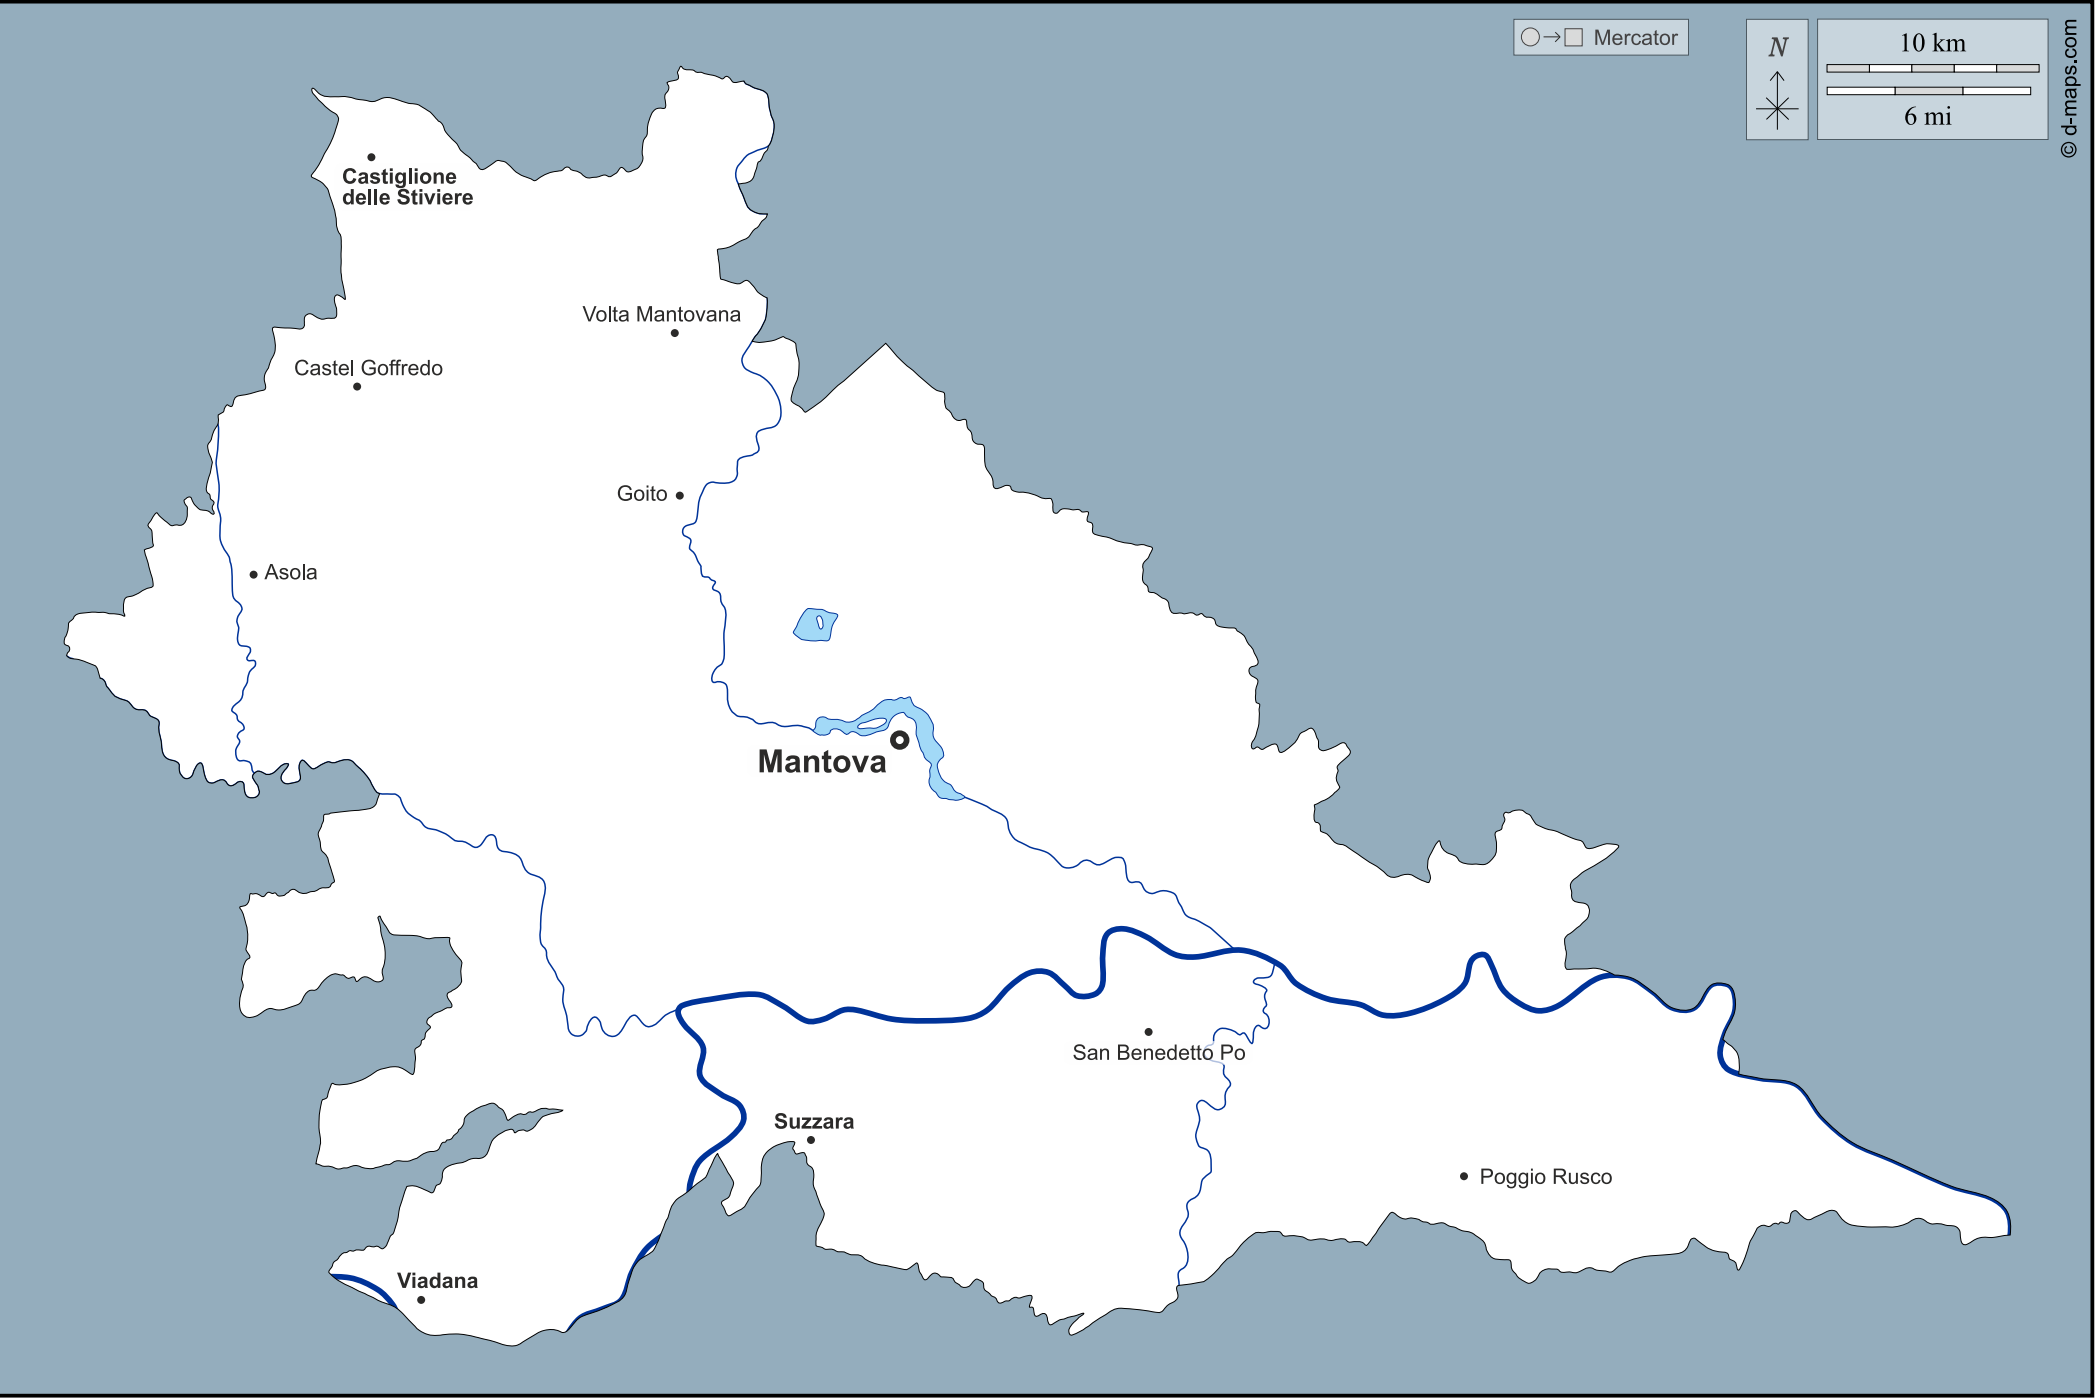 Mercator
N
10 km
6 mi
© d-maps.com
Castiglione
delle Stiviere
Volta Mantovana
Castel Goffredo
Goito
Asola
Mantova
San Benedetto Po
Suzzara
Poggio Rusco
Viadana